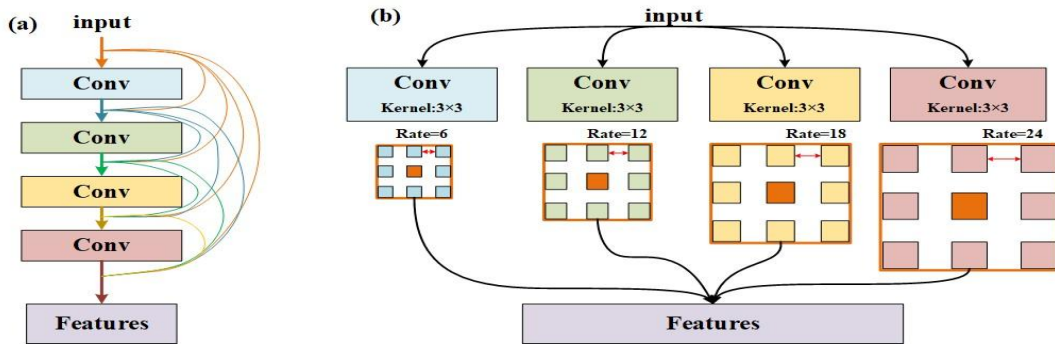 (a)
input
Conv
Conv
Conv
Conv
Features
(b)
input
Conv
Kernel:3×3
Conv
Kernel:3×3
Conv
Kernel:3×3
Conv
Kernel:3×3
Rate=6
Rate=12
Rate=18
Rate=24
Features